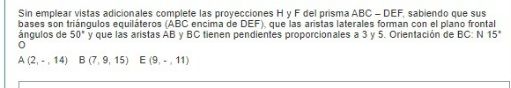 Sin emplear vistas adicionales complete las proyecciones H y F del prisma ABC – DEF, sabiendo que sus
bases son triángulos equiláteros (ABC encima de DEF), que las aristas laterales forman con el plano frontal
ángulos de 50° y que las aristas AB y BC tienen pendientes proporcionales a 3 y 5. Orientación de BC: N 15°
O
A (2, - , 14) B (7, 9, 15) E (9, - , 11)